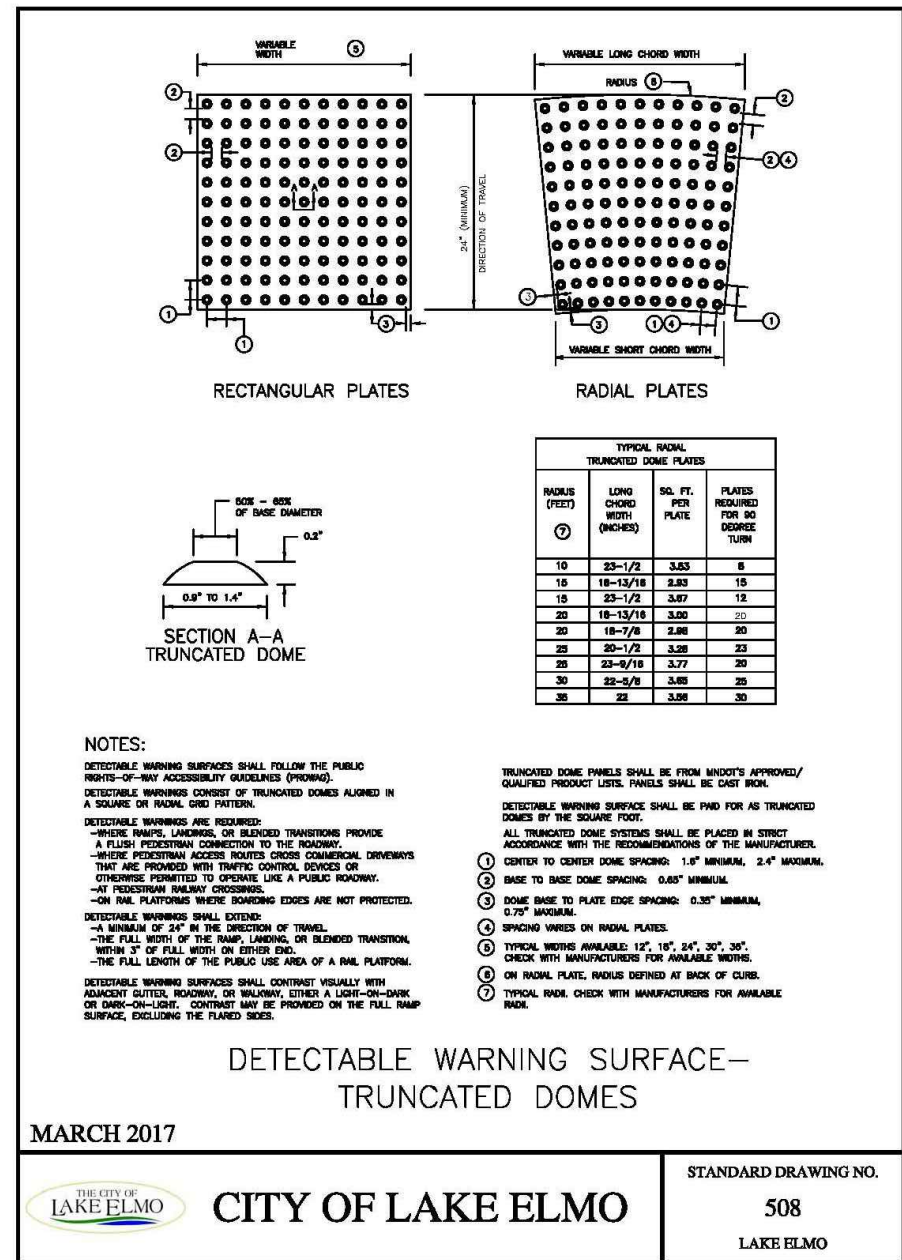 VARIABLE
WIDTH
5
2
2
A A
1
1
3
RECTANGULAR PLATES
24" (MINIMUM)
DIRECTION OF TRAVEL
VARIABLE LONG CHORD WIDTH
RADIUS 6
2
2 4
3
3
1 4
1
VARIABLE SHORT CHORD WIDTH
RADIAL PLATES
50% - 65%
OF BASE DIAMETER
0.2"
0.9" TO 1.4"
SECTION A-A
TRUNCATED DOME
TYPICAL RADIAL
TRUNCATED DOME PLATES
RADIUS (FEET) 7 LONG CHORD WIDTH (INCHES) SQ. FT. PER PLATE PLATES REQUIRED FOR 90 DEGREE TURN
10 23-1/2 3.53
15 18-13/16 2.93 15
15 23-1/2 3.67 12
20 18-13/16 3.00 20
20 18-7/8 2.98 20
25 20-1/2 3.26 23
25 23-9/16 3.77 20
30 22-5/8 3.65 25
35 22 3.56 30
NOTES:
DETECTABLE WARNING SURFACES SHALL FOLLOW THE PUBLIC
RIGHTS-OF-WAY ACCESSIBILITY GUIDELINES (PROWAG).
DETECTABLE WARNINGS CONSIST OF TRUNCATED DOMES ALIGNED IN
A SQUARE OR RADIAL GRID PATTERN.
DETECTABLE WARNINGS ARE REQUIRED:
-WHERE RAMPS, LANDINGS, OR BLENDED TRANSITIONS PROVIDE
A FLUSH PEDESTRIAN CONNECTION TO THE ROADWAY.
-WHERE PEDESTRIAN ACCESS ROUTES CROSS COMMERCIAL DRIVEWAYS
THAT ARE PROVIDED WITH TRAFFIC CONTROL DEVICES OR
OTHERWISE PERMITTED TO OPERATE LIKE A PUBLIC ROADWAY.
-AT PEDESTRIAN RAILWAY CROSSINGS.
-ON RAIL PLATFORMS WHERE BOARDING EDGES ARE NOT PROTECTED.
DETECTABLE WARNINGS SHALL EXTEND:
-A MINIMUM OF 24" IN THE DIRECTION OF TRAVEL
-THE FULL WIDTH OF THE RAMP, LANDING, OR BLENDED TRANSITION,
WITHIN 3" OF FULL WIDTH ON EITHER END.
-THE FULL LENGTH OF THE PUBLIC USE AREA OF A RAIL PLATFORM.
DETECTABLE WARNING SURFACES SHALL CONTRAST VISUALLY WITH
ADJACENT GUTTER, ROADWAY, OR WALKWAY, EITHER A LIGHT-ON-DARK
OR DARK-ON-LIGHT. CONTRAST MAY BE PROVIDED ON THE FULL RAMP
SURFACE, EXCLUDING THE FLARED SIDES.
TRUNCATED DOME PANELS SHALL BE FROM MNDOT'S APPROVED/
QUALIFIED PRODUCT LISTS. PANELS SHALL BE CAST IRON.
DETECTABLE WARNING SURFACE SHALL BE PAID FOR AS TRUNCATED
DOMES BY THE SQUARE FOOT.
ALL TRUNCATED DOME SYSTEMS SHALL BE PLACED IN STRICT
ACCORDANCE WITH THE RECOMMENDATIONS OF THE MANUFACTURER.
1 CENTER TO CENTER DOME SPACING: 1.6" MINIMUM, 2.4" MAXIMUM.
2 BASE TO BASE DOME SPACING: 0.65" MINIMUM.
3 DOME BASE TO PLATE EDGE SPACING: 0.35" MINIMUM,
0.75" MAXIMUM.
4 SPACING VARIES ON RADIAL PLATES.
5 TYPICAL WIDTHS AVAILABLE: 12", 18", 24", 30", 36".
CHECK WITH MANUFACTURERS FOR AVAILABLE WIDTHS.
6 ON RADIAL PLATE, RADIUS DEFINED AT BACK OF CURB.
7 TYPICAL RADII. CHECK WITH MANUFACTURERS FOR AVAILABLE
RADII.
DETECTABLE WARNING SURFACE-
TRUNCATED DOMES
MARCH 2017
THE CITY OF
LAKE ELMO
CITY OF LAKE ELMO
STANDARD DRAWING NO.
508
LAKE ELMO